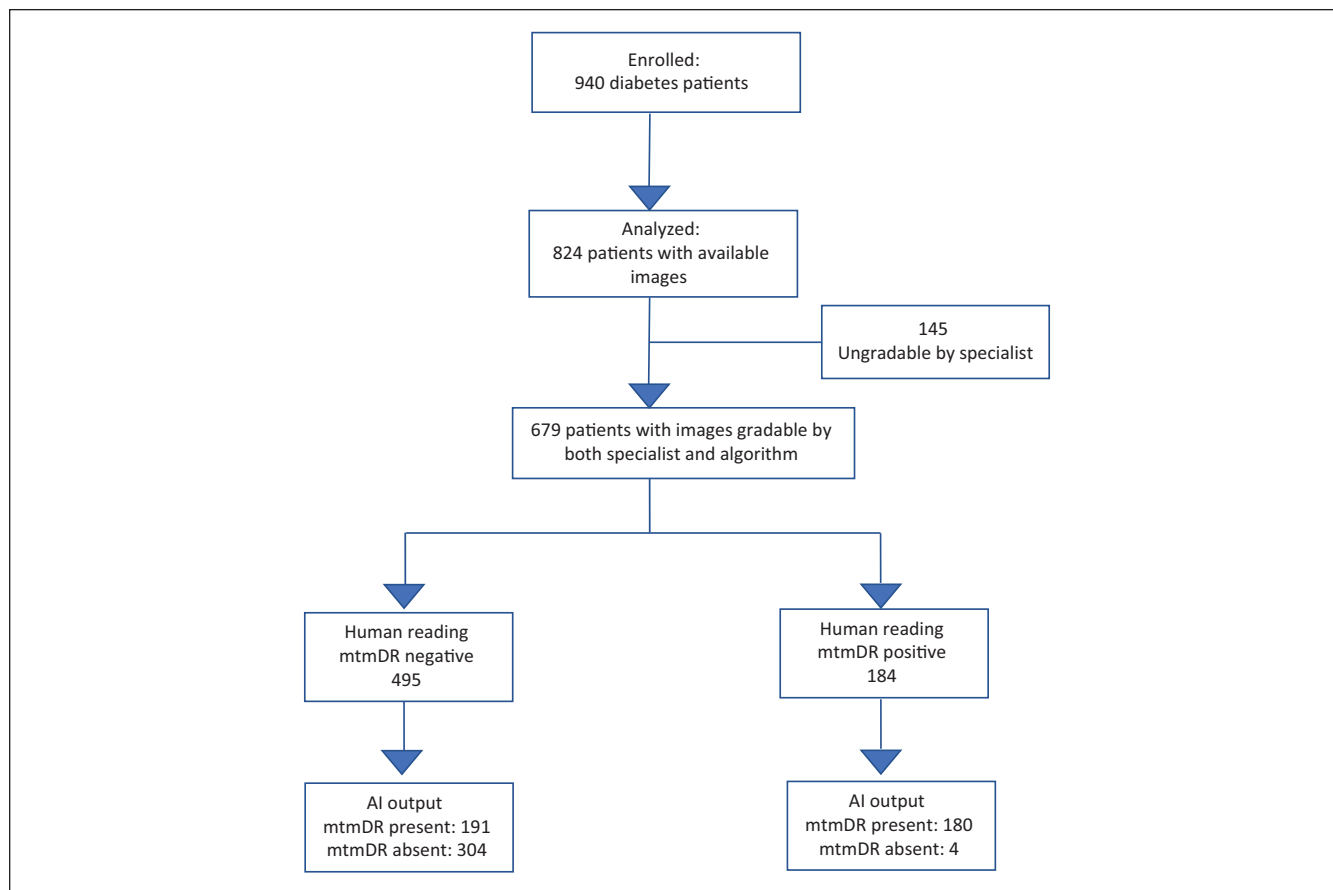 Enrolled:
940 diabetes patients
Analyzed:
824 patients with available
images
145
Ungradable by specialist
679 patients with images gradable by
both specialist and algorithm
Human reading
mtmDR negative
495
Human reading
mtmDR positive
184
AI output
mtmDR present: 191
mtmDR absent: 304
AI output
mtmDR present: 180
mtmDR absent: 4